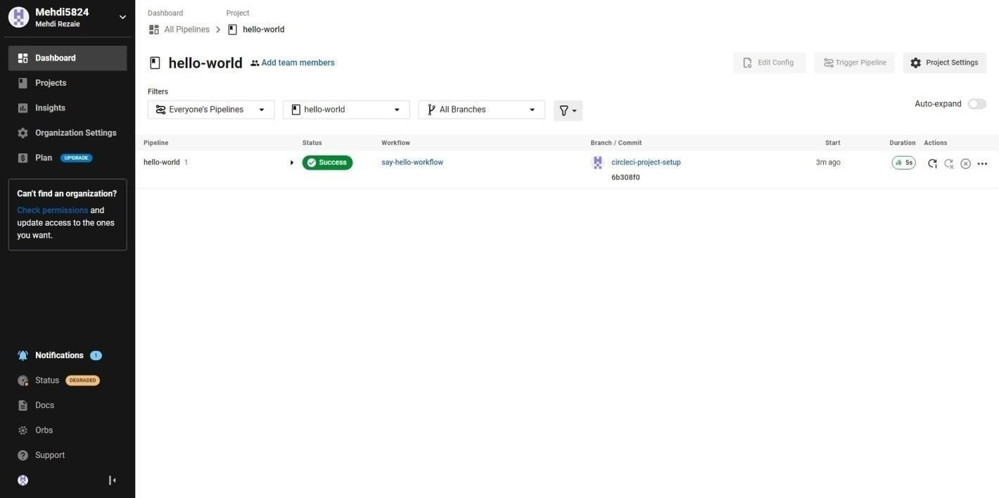 Mehdi5824
Mehdi Rezaie
Dashboard
Projects
Insights
Organization Settings
Plan UPGRADE
Can't find an organization?
Check permissions and
update access to the ones
you want.
Notifications 1
Status DEGRADED
Docs
Orbs
Support
Dashboard Project
All Pipelines hello-world
hello-world Add team members
Edit Config Trigger Pipeline Project Settings
Filters
Everyone's Pipelines hello-world All Branches
Auto-expand
Pipeline Status Workflow Branch / Commit Start Duration Actions
hello-world 1 Success say-hello-workflow circleci-project-setup 3m ago 5s
6b308f0